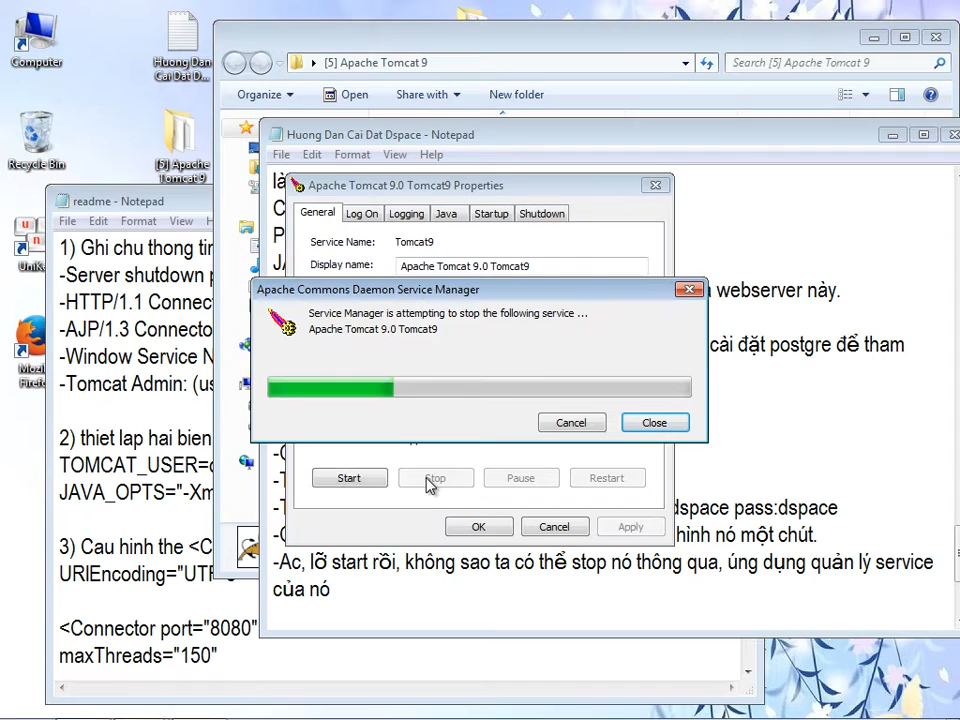 Computer
Huong Dan
Cai Dat D...
Recycle Bin
[5] Apache
Tomcat 9
[5] Apache Tomcat 9
Search [5] Apache Tomcat 9
Organize
Open
Share with
New folder
Huong Dan Cai Dat Dspace - Notepad
File Edit Format View Help
readme - Notepad
File Edit Format View
1) Ghi chu thong tin
-Server shutdown
-HTTP/1.1 Connec
-AJP/1.3 Connecto
-Window Service N
-Tomcat Admin: (us
2) thiet lap hai bien
TOMCAT_USER=
JAVA_OPTS="-Xm
3) Cau hinh the <C
URIEncoding="UTF
<Connector port="8080"
maxThreads="150"
Apache Tomcat 9.0 Tomcat9 Properties
General
Log On
Logging
Java
Startup
Shutdown
Service Name:
Tomcat9
Display name:
Apache Tomcat 9.0 Tomcat9
Apache Commons Daemon Service Manager
Service Manager is attempting to stop the following service ...
Apache Tomcat 9.0 Tomcat9
Cancel
Close
Start
Stop
Pause
Restart
OK
Cancel
Apply
webserver này.
cài đặt postgre để tham
dspace pass:dspace
hình nó một chút.
-Ac, lỡ start rồi, không sao ta có thể stop nó thông qua, úng dụng quản lý service
của nó